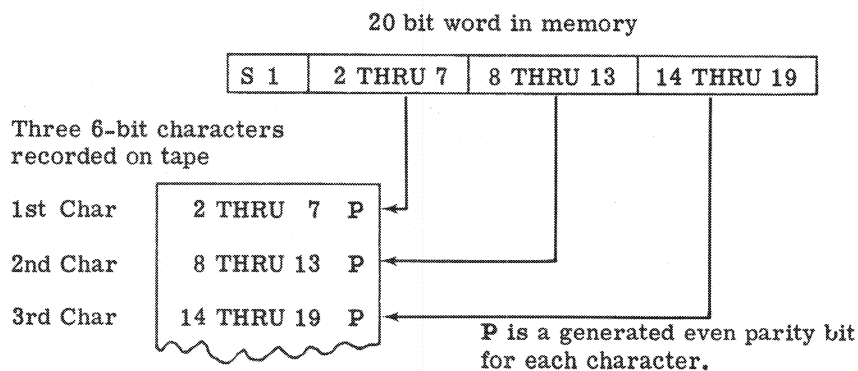 20 bit word in memory
S 1 2 THRU 7 8 THRU 13 14 THRU 19
Three 6-bit characters
recorded on tape
1st Char 2 THRU 7 P
2nd Char 8 THRU 13 P
3rd Char 14 THRU 19 P
P is a generated even parity bit
for each character.